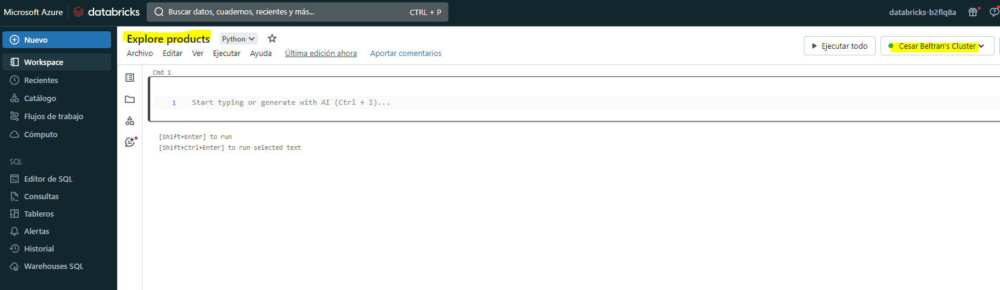 Microsoft Azure databricks Buscar datos, cuadernos, recientes y más... CTRL + P databricks-b2flq8a
Nuevo
Workspace
Recientes
Catálogo
Flujos de trabajo
Cómputo
SQL
Editor de SQL
Consultas
Tableros
Alertas
Historial
Warehouses SQL
Explore products Python
Archivo Editar Ver Ejecutar Ayuda Última edición ahora Aportar comentarios
Ejecutar todo Cesar Beltran's Cluster
Cmd 1
1 Start typing or generate with AI (Ctrl + I)...
[Shift+Enter] to run
[Shift+Ctrl+Enter] to run selected text